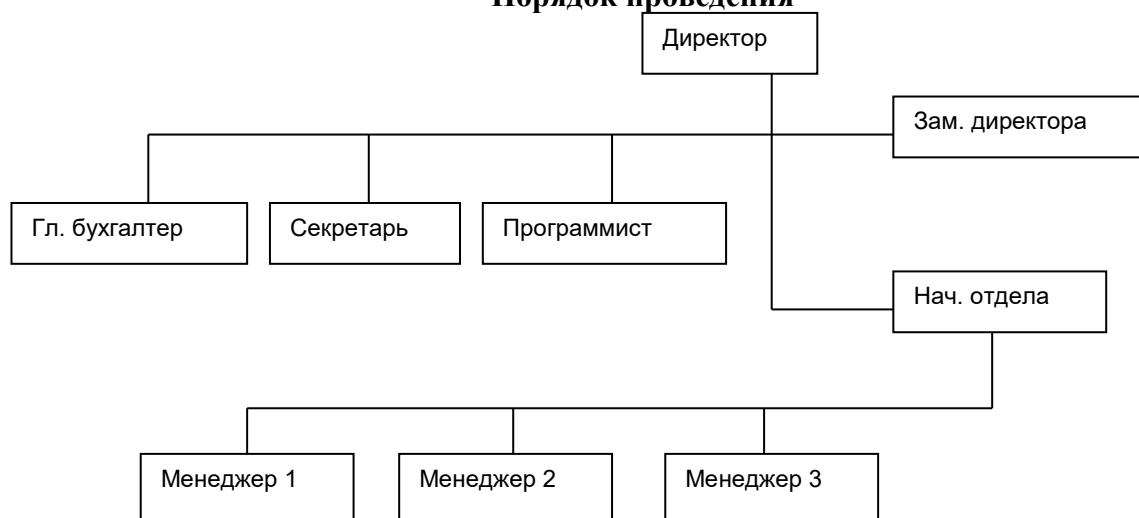 Порядок проведения
Директор
Зам. директора
Гл. бухгалтер
Секретарь
Программист
Нач. отдела
Менеджер 1
Менеджер 2
Менеджер 3